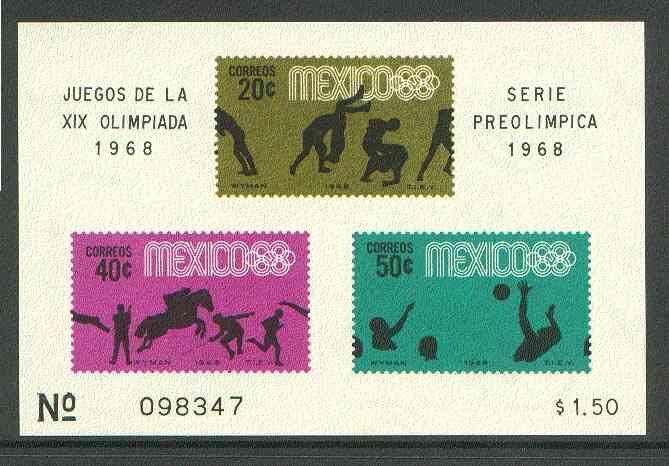 JUEGOS DE LA
XIX OLIMPIADA
1968
CORREOS
20¢
MEXICO68
WYMAN 1968 T.I.E.V.
SERIE
PREOLIMPICA
1968
CORREOS
40¢
MEXICO68
WYMAN 1968 T.I.E.V.
CORREOS
50¢
MEXICO68
WYMAN 1968 T.I.E.V.
Nº 098347
$1.50